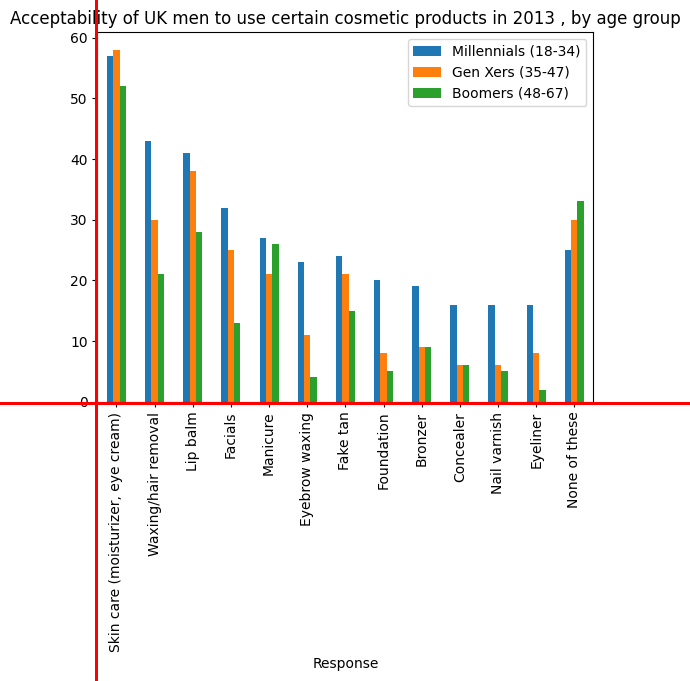 Acceptability of UK men to use certain cosmetic products in 2013 , by age group
60
50
40
30
20
10
0
Millennials (18-34)
Gen Xers (35-47)
Boomers (48-67)
Skin care (moisturizer, eye cream)
Waxing/hair removal
Lip balm
Facials
Manicure
Eyebrow waxing
Fake tan
Foundation
Bronzer
Concealer
Nail varnish
Eyeliner
None of these
Response